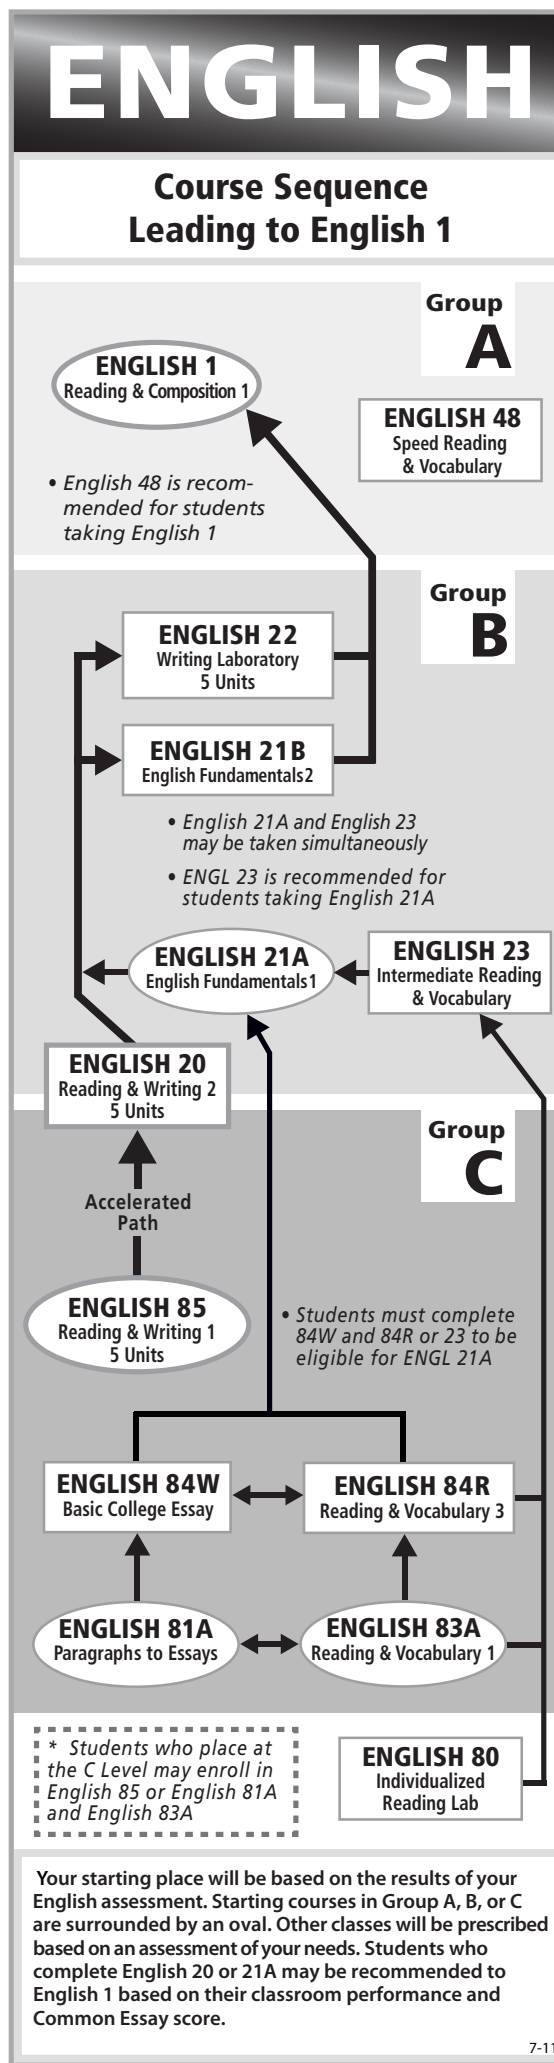 ENGLISH
Course Sequence
Leading to English 1
Group
A
ENGLISH 1
Reading & Composition 1
ENGLISH 48
Speed Reading
& Vocabulary
• English 48 is recom-
mended for students
taking English 1
Group
B
ENGLISH 22
Writing Laboratory
5 Units
ENGLISH 21B
English Fundamentals2
• English 21A and English 23
may be taken simultaneously
• ENGL 23 is recommended for
students taking English 21A
ENGLISH 21A
English Fundamentals1
ENGLISH 23
Intermediate Reading
& Vocabulary
ENGLISH 20
Reading & Writing 2
5 Units
Group
C
Accelerated
Path
ENGLISH 85
Reading & Writing 1
5 Units
• Students must complete
84W and 84R or 23 to be
eligible for ENGL 21A
ENGLISH 84W
Basic College Essay
ENGLISH 84R
Reading & Vocabulary 3
ENGLISH 81A
Paragraphs to Essays
ENGLISH 83A
Reading & Vocabulary 1
* Students who place at
the C Level may enroll in
English 85 or English 81A
and English 83A
ENGLISH 80
Individualized
Reading Lab
Your starting place will be based on the results of your
English assessment. Starting courses in Group A, B, or C
are surrounded by an oval. Other classes will be prescribed
based on an assessment of your needs. Students who
complete English 20 or 21A may be recommended to
English 1 based on their classroom performance and
Common Essay score.
7-11